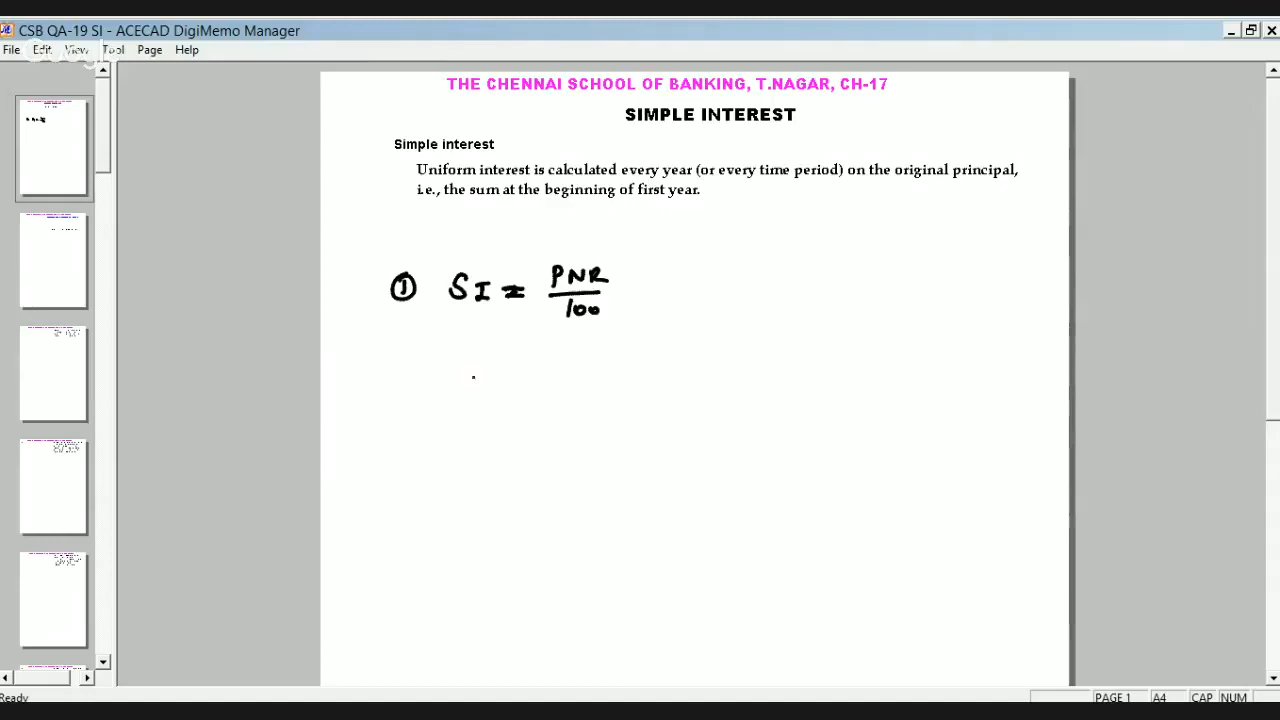 CSB QA-19 SI - ACECAD DigiMemo Manager
File Edit View Tool Page Help
Google
THE CHENNAI SCHOOL OF BANKING, T.NAGAR, CH-17
SIMPLE INTEREST
Simple interest
Uniform interest is calculated every year (or every time period) on the original principal,
i.e., the sum at the beginning of first year.
① SI = PNR
100
Ready PAGE 1 A4 CAP NUM